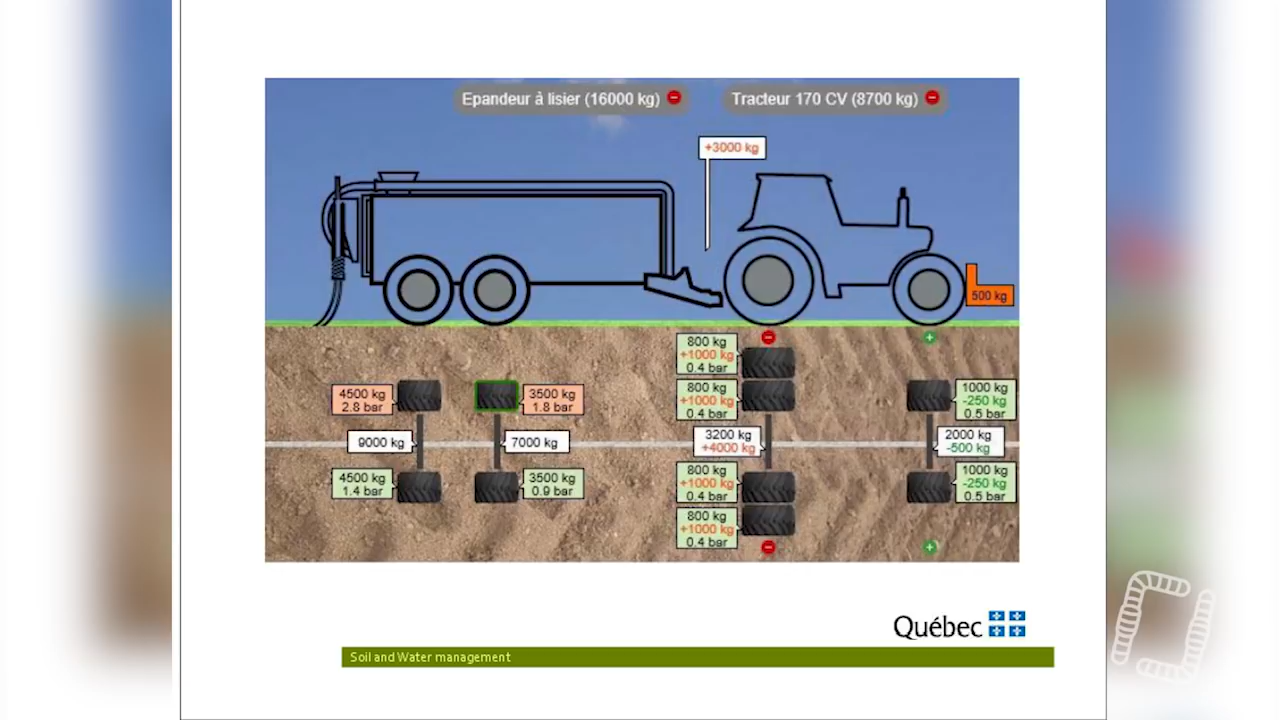 Epandeur à lisier (16000 kg)
Tracteur 170 CV (8700 kg)
+3000 kg
500 kg
800 kg
+1000 kg
0.4 bar
4500 kg
2.8 bar
3500 kg
1.8 bar
800 kg
+1000 kg
0.4 bar
1000 kg
-250 kg
0.5 bar
9000 kg
7000 kg
3200 kg
+4000 kg
2000 kg
-500 kg
4500 kg
1.4 bar
3500 kg
0.9 bar
800 kg
+1000 kg
0.4 bar
1000 kg
-250 kg
0.5 bar
800 kg
+1000 kg
0.4 bar
Québec
Soil and Water management